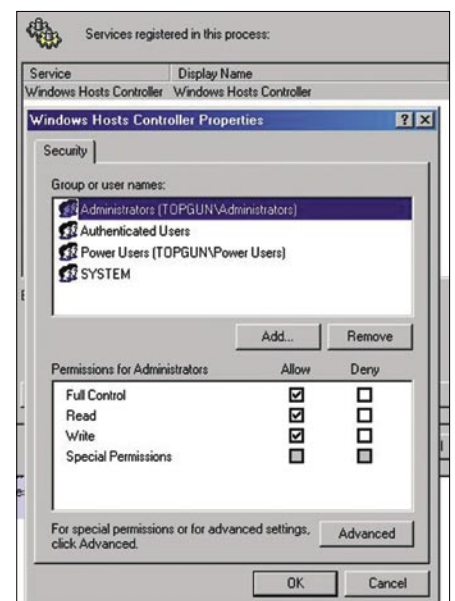 Services registered in this process:
Service Display Name
Windows Hosts Controller Windows Hosts Controller
Windows Hosts Controller Properties
Security
Group or user names:
Administrators (TOPGUN\Administrators)
Authenticated Users
Power Users (TOPGUN\Power Users)
SYSTEM
Add... Remove
Permissions for Administrators Allow Deny
Full Control
Read
Write
Special Permissions
For special permissions or for advanced settings,
click Advanced.
Advanced
OK Cancel